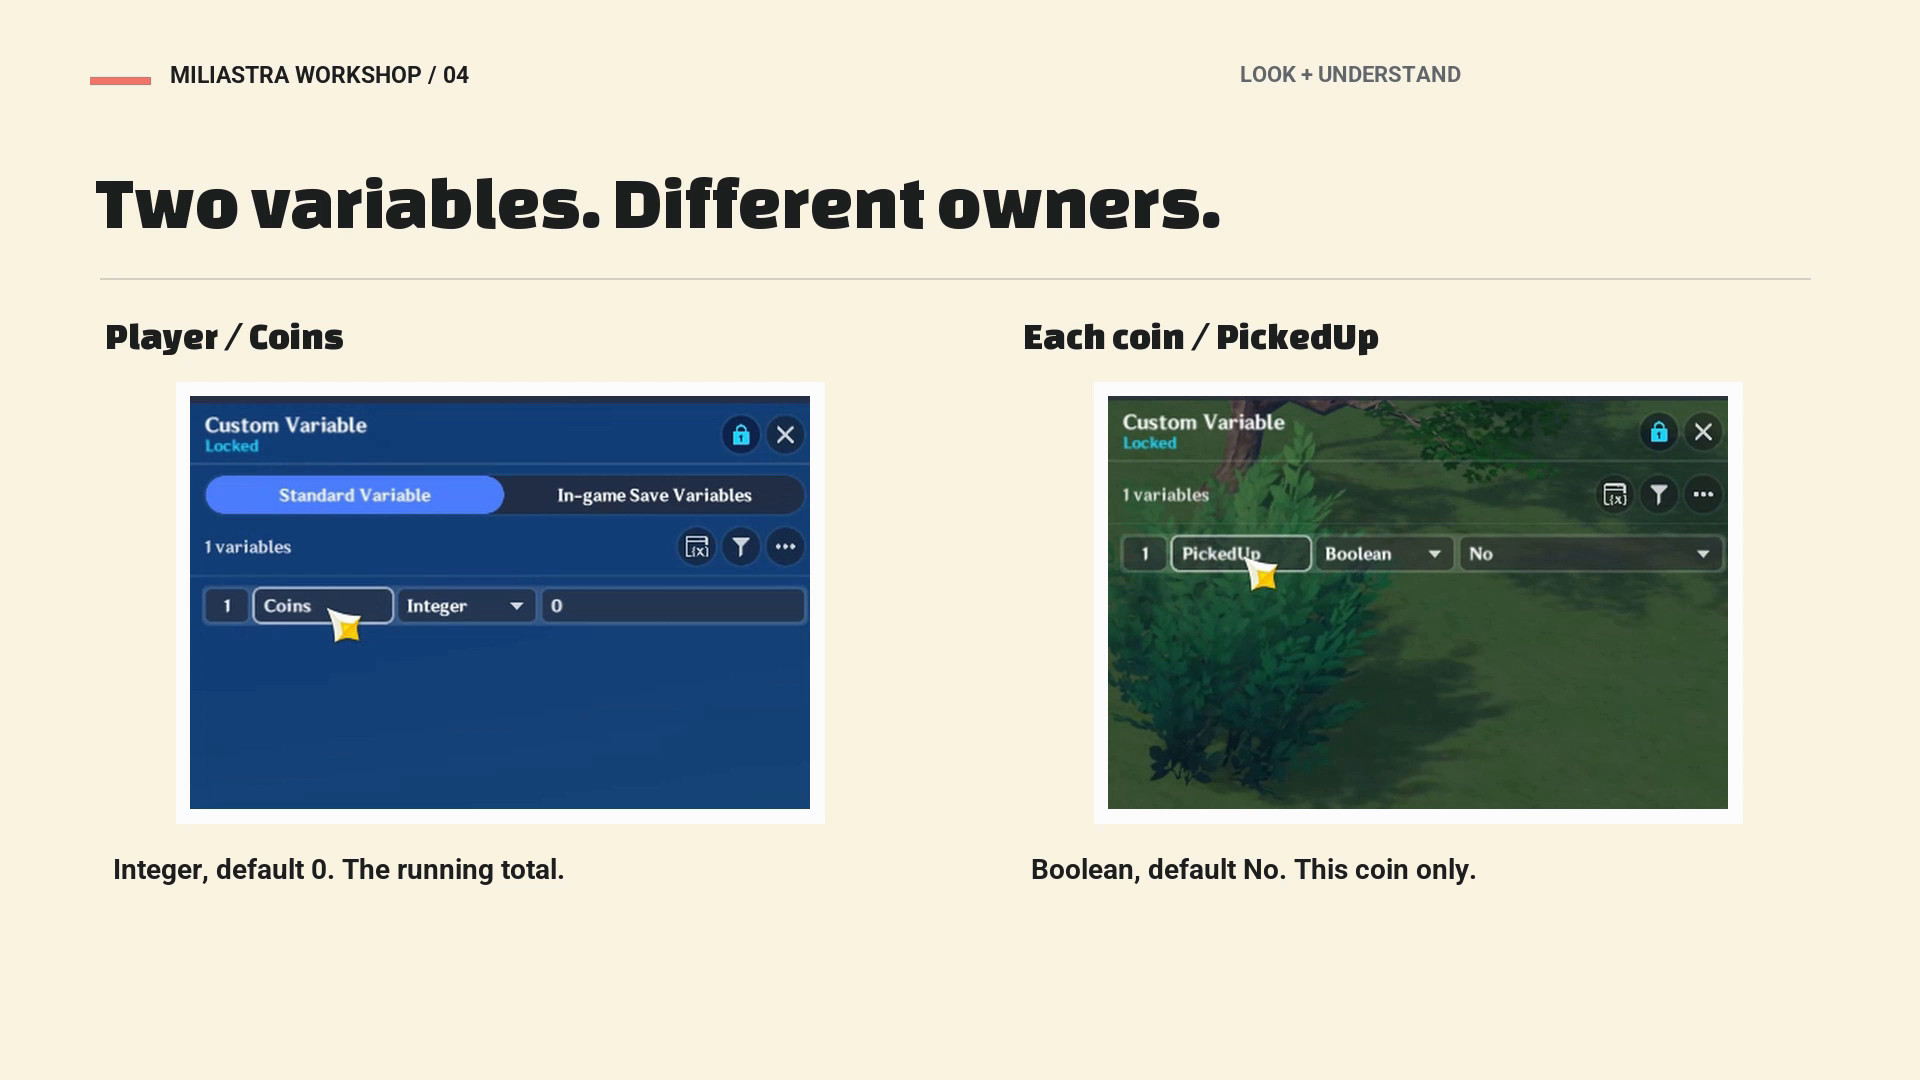 MILIASTRA WORKSHOP / 04
LOOK + UNDERSTAND
Two variables. Different owners.
Player / Coins
Custom Variable
Locked
Standard Variable
In-game Save Variables
1 variables
1
Coins
Integer
0
Integer, default 0. The running total.
Each coin / PickedUp
Custom Variable
Locked
1 variables
1
PickedUp
Boolean
No
Boolean, default No. This coin only.